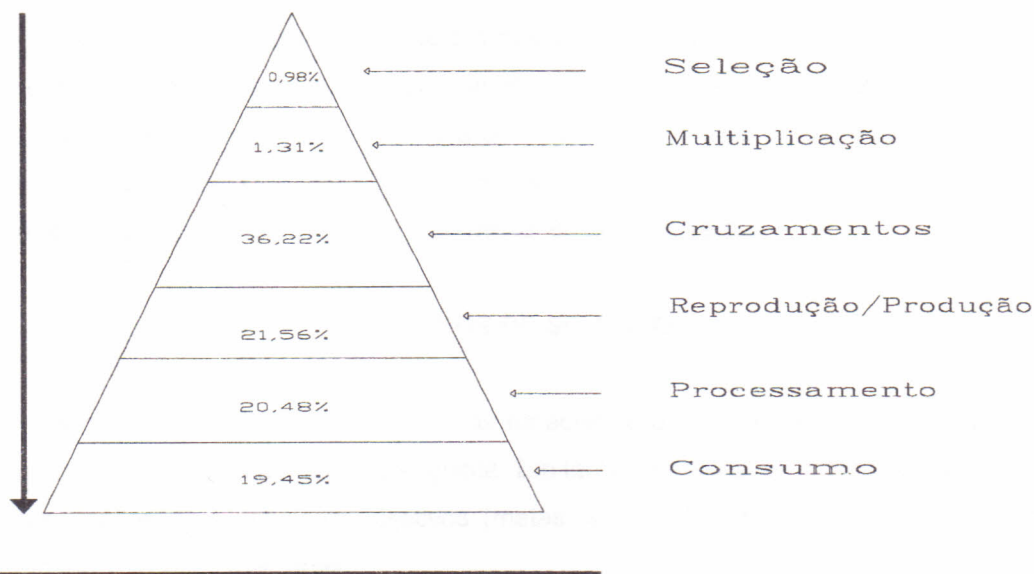 0,98% Seleção
1,31% Multiplicação
36,22% Cruzamentos
21,56% Reprodução/Produção
20,48% Processamento
19,45% Consumo